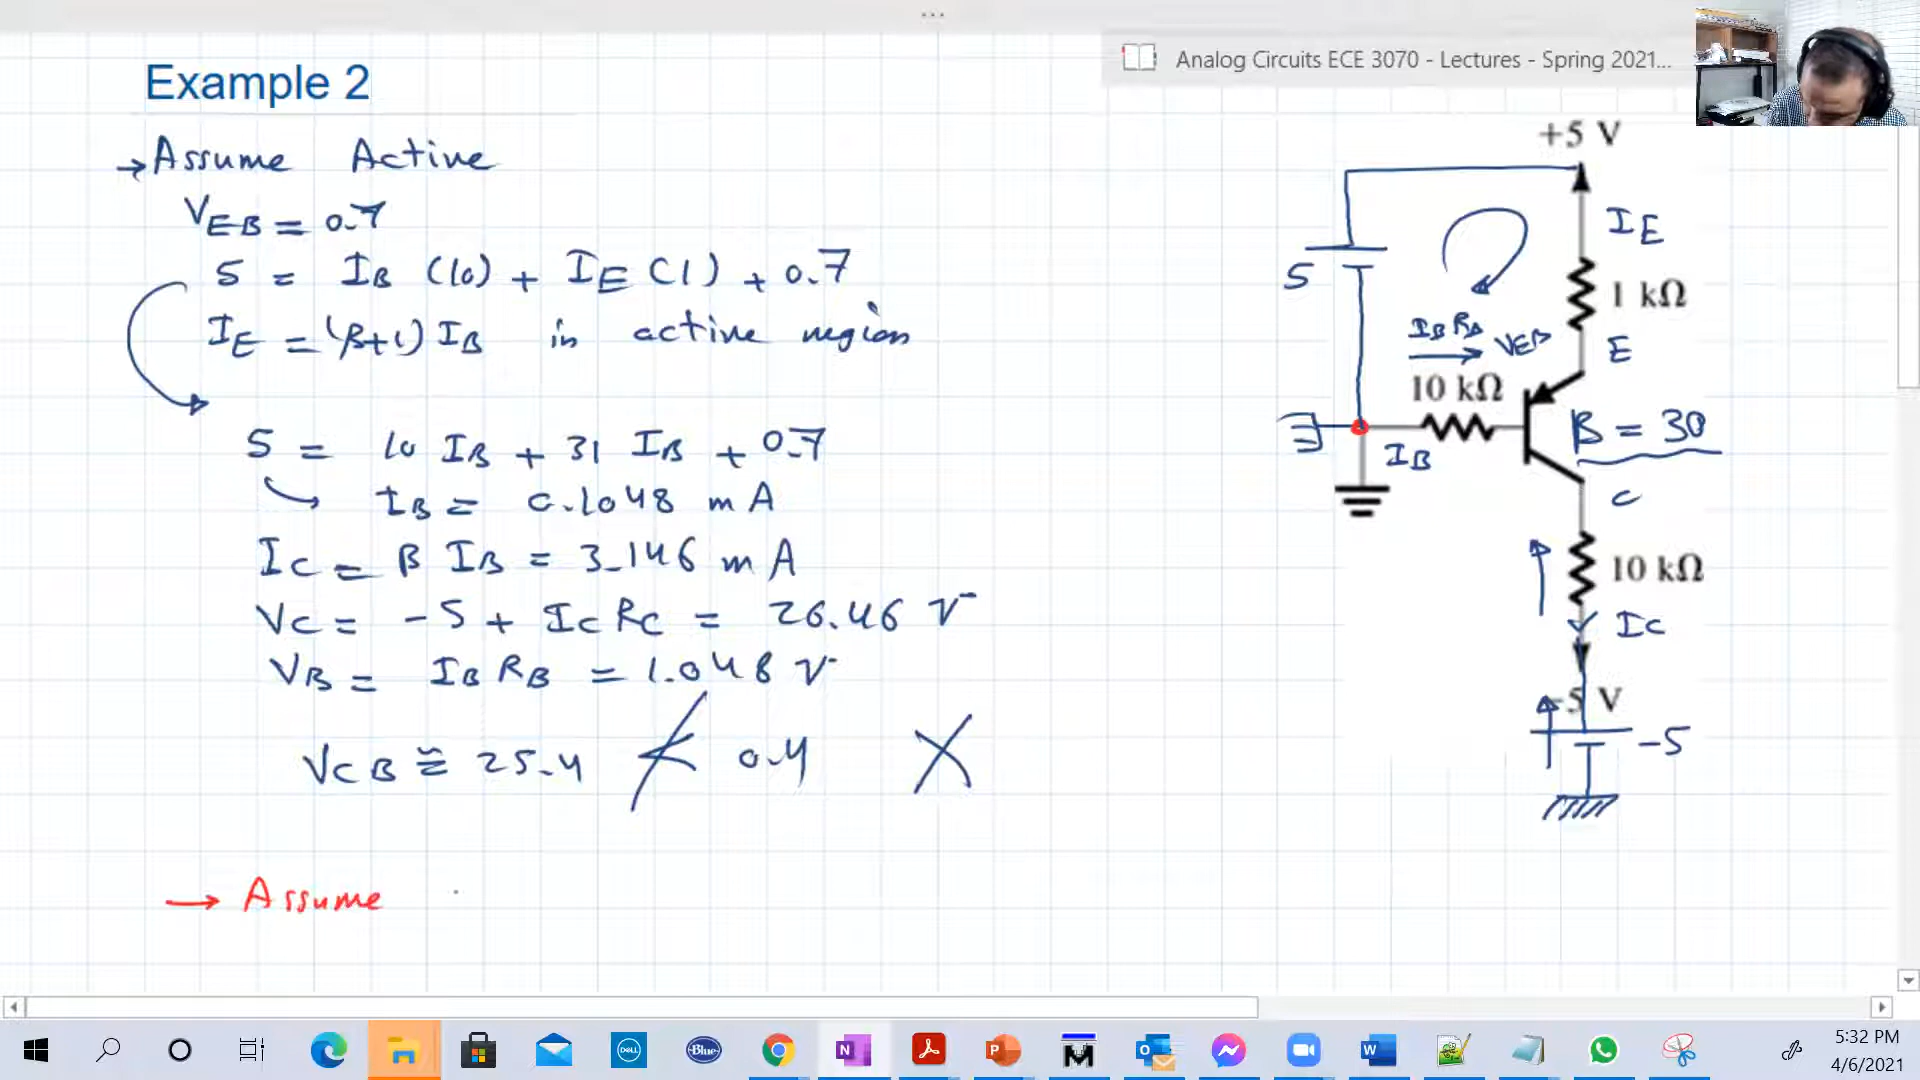 Example 2
→ Assume Active
VEB = 0.7
5 = IB (10) + IE (1) + 0.7
IE = (β+1) IB in active region
5 = 10 IB + 31 IB + 0.7
IB = 0.1048 mA
IC = β IB = 3.146 mA
VC = -5 + IC RC = 26.46 V
VB = IB RB = 1.048 V
VCB ≅ 25.4 ≮ 0.4 X
→ Assume
Analog Circuits ECE 3070 - Lectures - Spring 2021...
+5 V
IE
5
1 kΩ
IB RB
VEB
E
10 kΩ
β = 30
IB
C
10 kΩ
IC
-5 V
-5
DELL
Blue
N
P
W
5:32 PM
4/6/2021